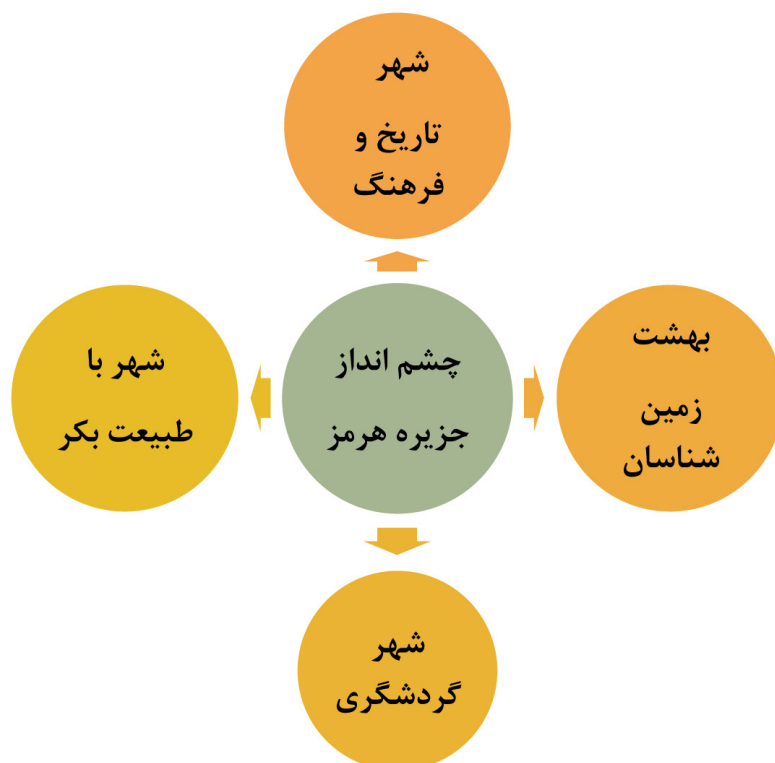 شهر
تاریخ و
فرهنگ
بهشت
زمین
شناسان
چشم انداز
جزیره هرمز
شهر با
طبیعت بکر
شهر
گردشگری